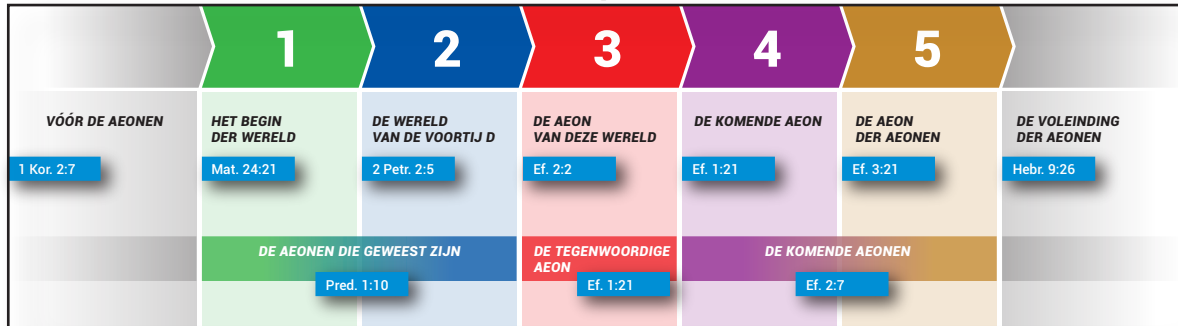 1
2
3
4
5
VÓÓR DE AEONEN
1 Kor. 2:7
HET BEGIN
DER WERELD
Mat. 24:21
DE WERELD
VAN DE VOORTIJ D
2 Petr. 2:5
DE AEON
VAN DEZE WERELD
Ef. 2:2
DE KOMENDE AEON
Ef. 1:21
DE AEON
DER AEONEN
Ef. 3:21
DE VOLEINDING
DER AEONEN
Hebr. 9:26
DE AEONEN DIE GEWEEST ZIJN
Pred. 1:10
DE TEGENWOORDIGE
AEON
Ef. 1:21
DE KOMENDE AEONEN
Ef. 2:7